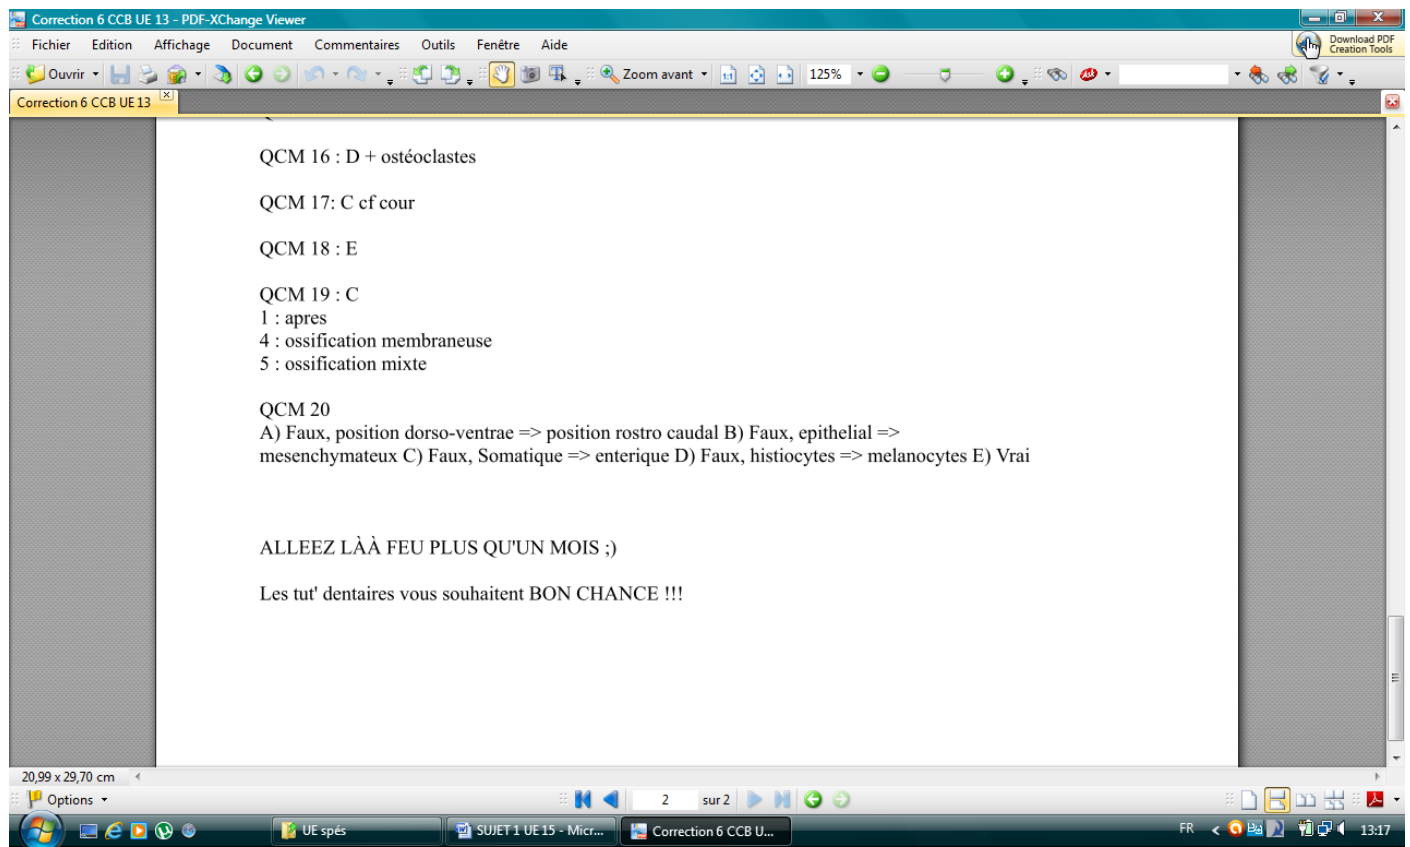 Correction 6 CCB UE 13 - PDF-XChange Viewer
Fichier Edition Affichage Document Commentaires Outils Fenêtre Aide
Download PDF
Creation Tools
Ouvrir Zoom avant 125%
Correction 6 CCB UE 13
QCM 16 : D + ostéoclastes
QCM 17: C cf cour
QCM 18 : E
QCM 19 : C
1 : apres
4 : ossification membraneuse
5 : ossification mixte
QCM 20
A) Faux, position dorso-ventrae => position rostro caudal B) Faux, epithelial =>
mesenchymateux C) Faux, Somatique => enterique D) Faux, histiocytes => melanocytes E) Vrai
ALLEEZ LÀÀ FEU PLUS QU'UN MOIS ;)
Les tut' dentaires vous souhaitent BON CHANCE !!!
20,99 x 29,70 cm
Options 2 sur 2
UE spés SUJET 1 UE 15 - Micr... Correction 6 CCB U... FR 13:17